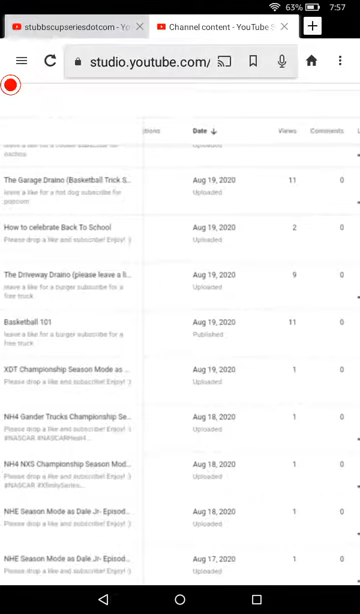 63% 7:57
stubbscupseriesdotcom - Yo
Channel content - YouTube S
studio.youtube.com/
Date Views Comments
Uploaded
The Garage Draino (Basketball Trick S... Aug 19, 2020 11 0
leave a like for a hot dog subscribe for Uploaded
popcorn
How to celebrate Back To School Aug 19, 2020 2 0
Please drop a like and subscribe! Enjoy! :) Uploaded
The Driveway Draino (please leave a li... Aug 19, 2020 9 0
leave a like for a burger subscribe for a Uploaded
free truck
Basketball 101 Aug 19, 2020 11 0
leave a like for a burger subscribe for a Published
free truck
XDT Championship Season Mode as ... Aug 19, 2020 1 0
Please drop a like and subscribe! Enjoy! :) Uploaded
NH4 Gander Trucks Championship Se... Aug 18, 2020 1 0
Please drop a like and subscribe! Enjoy! :) Uploaded
#NASCAR #NASCARHeat4...
NH4 NXS Championship Season Mod... Aug 18, 2020 1 0
Please drop a like and subscribe! Enjoy! :) Uploaded
#NASCAR #XfinitySeries...
NHE Season Mode as Dale Jr- Episod... Aug 18, 2020 1 0
Please drop a like and subscribe! Enjoy! :) Uploaded
NHE Season Mode as Dale Jr- Episod... Aug 17, 2020 1 0
Please drop a like and subscribe! Enjoy! :) Uploaded